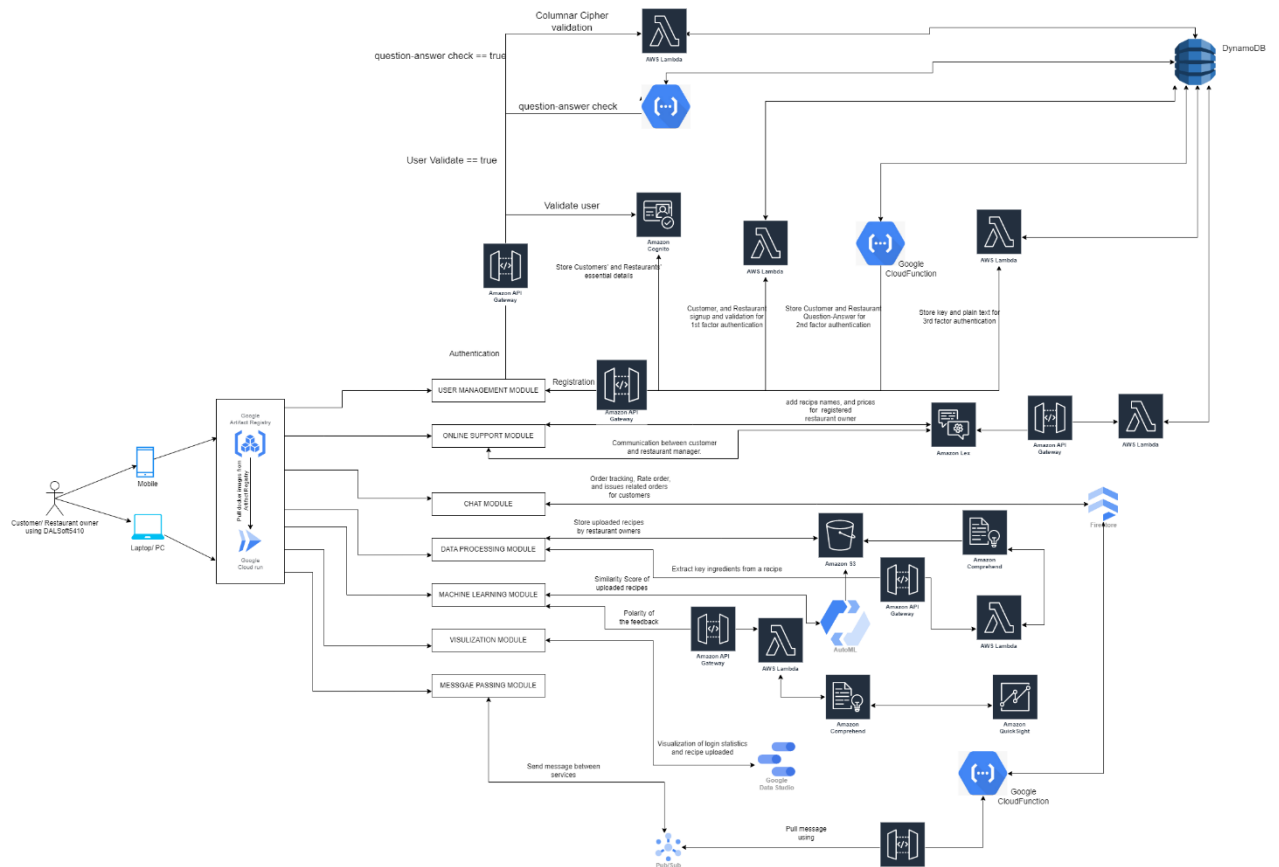 Columnar Cipher
validation
AWS Lambda
DynamoDB
question-answer check == true
question-answer check
User Validate == true
Validate user
Amazon
Cognito
Amazon API
Gateway
Store Customers' and Restaurants'
essential details
AWS Lambda
Google
CloudFunction
AWS Lambda
Customer, and Restaurant
signup and validation for
1st factor authentication
Store Customer and Restaurant
Question-Answer for
2nd factor authentication
Store key and plain text for
3rd factor authentication
Authentication
USER MANAGEMENT MODULE
Registration
Amazon API
Gateway
add recipe names, and prices
for registered
restaurant owner
Google
Artifact Registry
Pull docker images from
Artifact Registry
Google
Cloud run
ONLINE SUPPORT MODULE
Communication between customer
and restaurant manager.
Amazon Lex
Amazon API
Gateway
AWS Lambda
Mobile
Customer/ Restaurant owner
using DALSoft5410
Laptop/ PC
Order tracking, Rate order,
and issues related orders
for customers
CHAT MODULE
Firestore
Store uploaded recipes
by restaurant owners
DATA PROCESSING MODULE
Amazon S3
Amazon
Comprehend
Extract key ingredients from a recipe
Amazon API
Gateway
AWS Lambda
Similarity Score of
uploaded recipes
MACHINE LEARNING MODULE
AutoML
Polarity of
the feedback
Amazon API
Gateway
AWS Lambda
VISULIZATION MODULE
MESSGAE PASSING MODULE
Amazon
Comprehend
Amazon
QuickSight
Visualization of login statistics
and recipe uploaded
Google
Data Studio
Send message between
services
Google
CloudFunction
Pull message
using
Pub/Sub